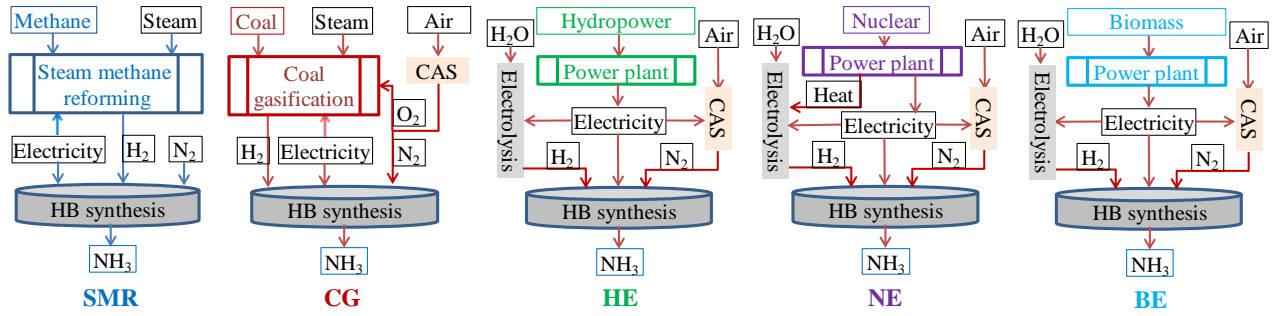 Methane
Steam
Steam methane
reforming
Electricity
H₂
N₂
HB synthesis
NH₃
SMR
Coal
Steam
Air
Coal
gasification
CAS
O₂
H₂
Electricity
N₂
HB synthesis
NH₃
CG
H₂O
Hydropower
Air
Electrolysis
Power plant
CAS
Electricity
H₂
N₂
HB synthesis
NH₃
HE
H₂O
Nuclear
Air
Electrolysis
Power plant
Heat
CAS
Electricity
H₂
N₂
HB synthesis
NH₃
NE
H₂O
Biomass
Air
Electrolysis
Power plant
CAS
Electricity
H₂
N₂
HB synthesis
NH₃
BE